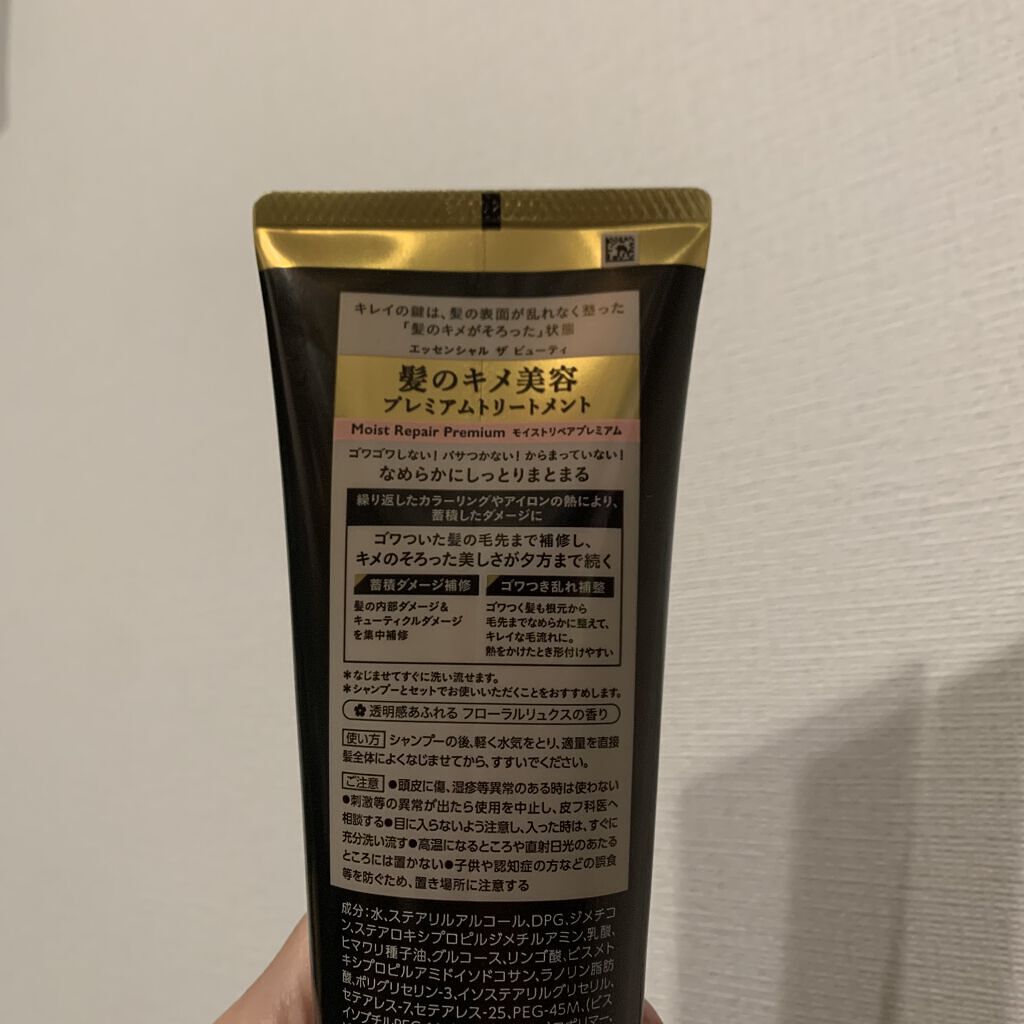 キレイの鍵は、髪の表面が乱れなく整った
「髪のキメがそろった」状態
エッセンシャル ザ ビューティ
髪のキメ美容
プレミアムトリートメント
Moist Repair Premium モイストリペアプレミアム
ゴワゴワしない! パサつかない! からまっていない!
なめらかにしっとりまとまる
繰り返したカラーリングやアイロンの熱により、
蓄積したダメージに
ゴワついた髪の毛先まで補修し、
キメのそろった美しさが夕方まで続く
蓄積ダメージ補修
髪の内部ダメージ&
キューティクルダメージ
を集中補修
ゴワつき乱れ補整
ゴワつく髪も根元から
毛先までなめらかに整えて、
キレイな毛流れに。
熱をかけたとき形付けやすい
*なじませてすぐに洗い流せます。
*シャンプーとセットでお使いいただくことをおすすめします。
透明感あふれる フローラルリュクスの香り
使い方 シャンプーの後、軽く水気をとり、適量を直接
髪全体によくなじませてから、すすいでください。
ご注意 ●頭皮に傷、湿疹等異常のある時は使わない
●刺激等の異常が出たら使用を中止し、皮フ科医へ
相談する●目に入らないよう注意し、入った時は、すぐに
充分洗い流す●高温になるところや直射日光のあたる
ところには置かない●子供や認知症の方などの誤食
等を防ぐため、置き場所に注意する
成分:水、ステアリルアルコール、DPG、ジメチコ
ン、ステアロキシプロピルジメチルアミン、乳酸、
ヒマワリ種子油、グルコース、リンゴ酸、ビスメト
キシプロピルアミドイソドコサン、ラノリン脂肪
酸、ポリグリセリン-3、イソステアリルグリセリル、
セテアレス-7、セテアレス-25、PEG-45M、(ビス
イソブチルPEG